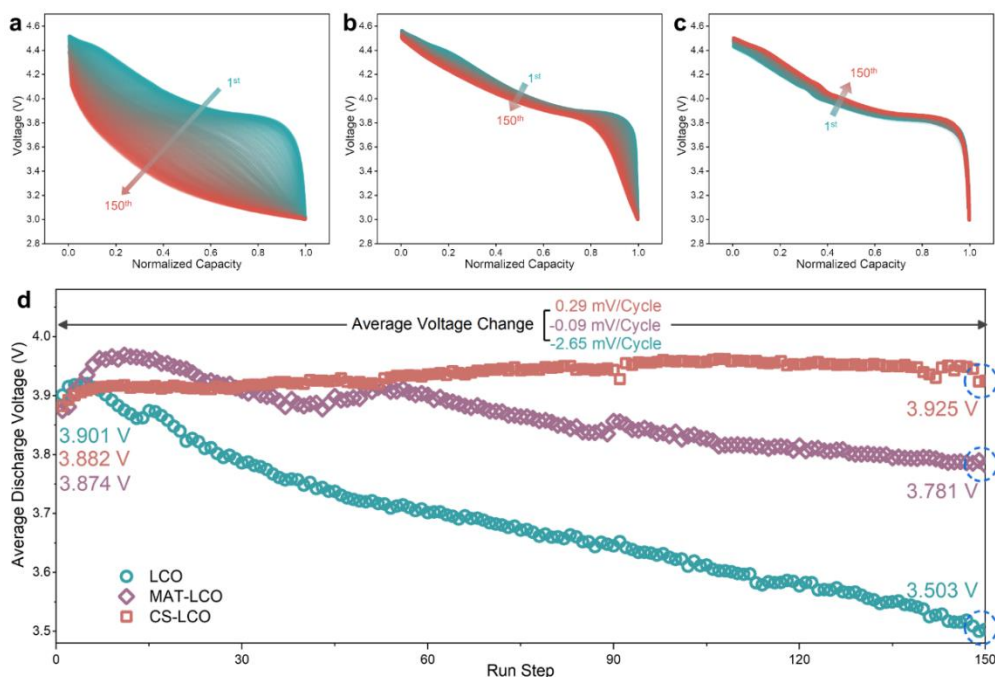 a
4.6
4.4
4.2
4.0
3.8
3.6
3.4
3.2
3.0
2.8
Voltage (V)
1st
150th
0.0 0.2 0.4 0.6 0.8 1.0
Normalized Capacity
b
4.6
4.4
4.2
4.0
3.8
3.6
3.4
3.2
3.0
2.8
Voltage (V)
1st
150th
0.0 0.2 0.4 0.6 0.8 1.0
Normalized Capacity
c
4.6
4.4
4.2
4.0
3.8
3.6
3.4
3.2
3.0
2.8
Voltage (V)
150th
1st
0.0 0.2 0.4 0.6 0.8 1.0
Normalized Capacity
d
Average Voltage Change
0.29 mV/Cycle
-0.09 mV/Cycle
-2.65 mV/Cycle
4.0
3.9
3.8
3.7
3.6
3.5
Average Discharge Voltage (V)
3.901 V
3.882 V
3.874 V
3.925 V
3.781 V
3.503 V
LCO
MAT-LCO
CS-LCO
0 30 60 90 120 150
Run Step